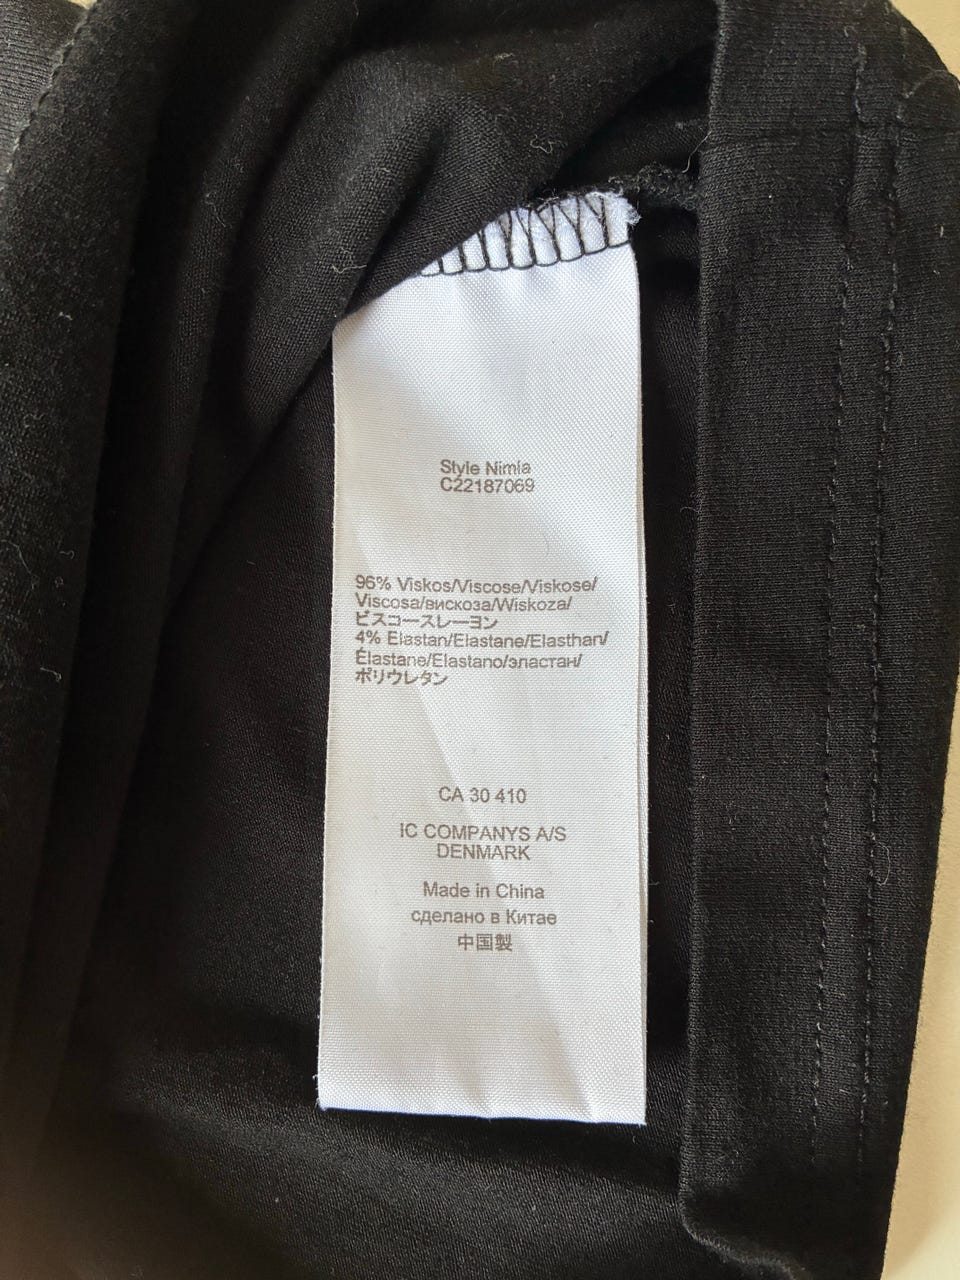 Style Nimla
C22187069
96% Viskos/Viscose/Viskose/
Viscosa/вискоза/Wiskoza/
ビスコースレーヨン
4% Elastan/Elastane/Elasthan/
Élastane/Elastano/эластан/
ポリウレタン
CA 30 410
IC COMPANYS A/S
DENMARK
Made in China
сделано в Китае
中国製